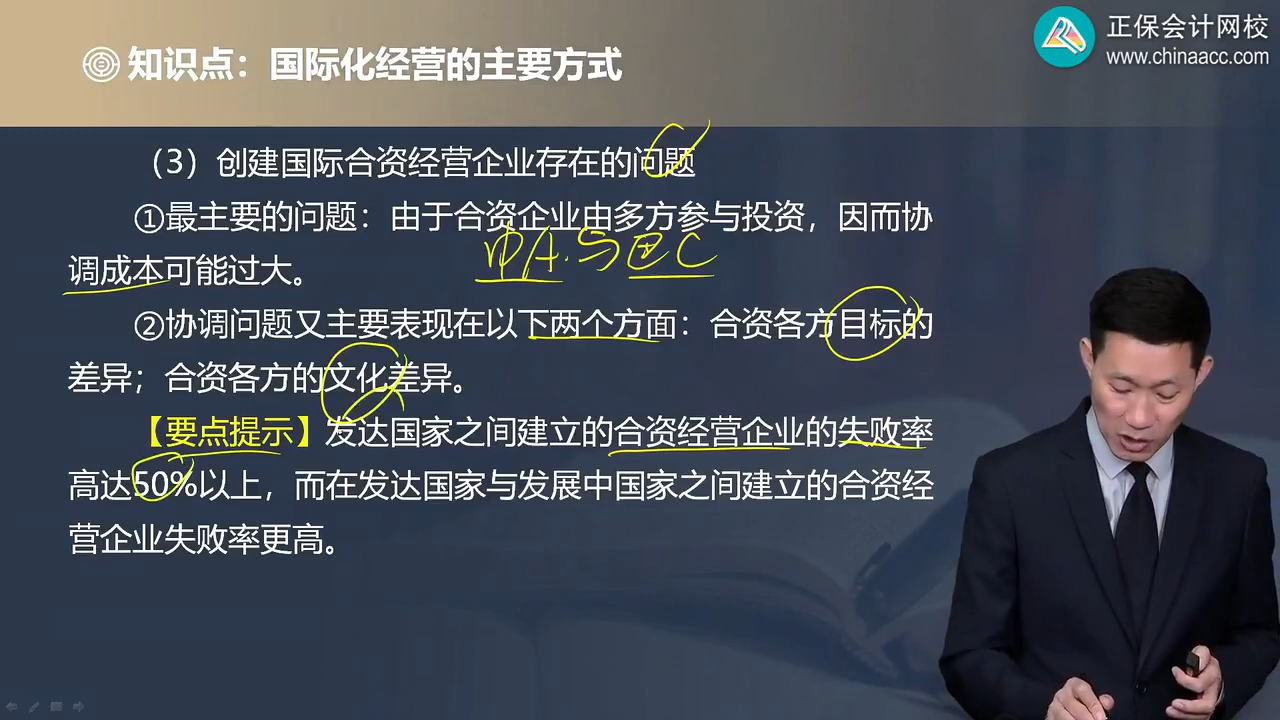 正保会计网校
www.chinaacc.com
知识点：国际化经营的主要方式
（3）创建国际合资经营企业存在的问题
①最主要的问题：由于合资企业由多方参与投资，因而协
调成本可能过大。
中A.与巴C
②协调问题又主要表现在以下两个方面：合资各方目标的
差异；合资各方的文化差异。
【要点提示】发达国家之间建立的合资经营企业的失败率
高达50%以上，而在发达国家与发展中国家之间建立的合资经
营企业失败率更高。